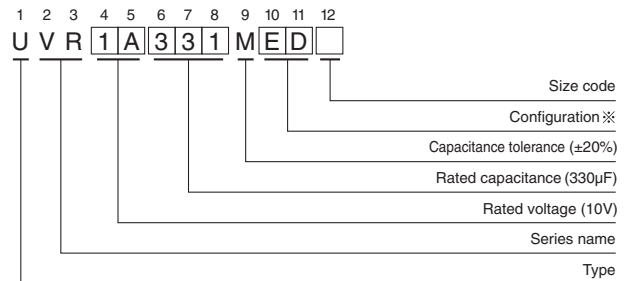 1 2 3 4 5 6 7 8 9 10 11 12
U V R 1 A 3 3 1 M E D
Size code
Configuration※
Capacitance tolerance (±20%)
Rated capacitance (330µF)
Rated voltage (10V)
Series name
Type